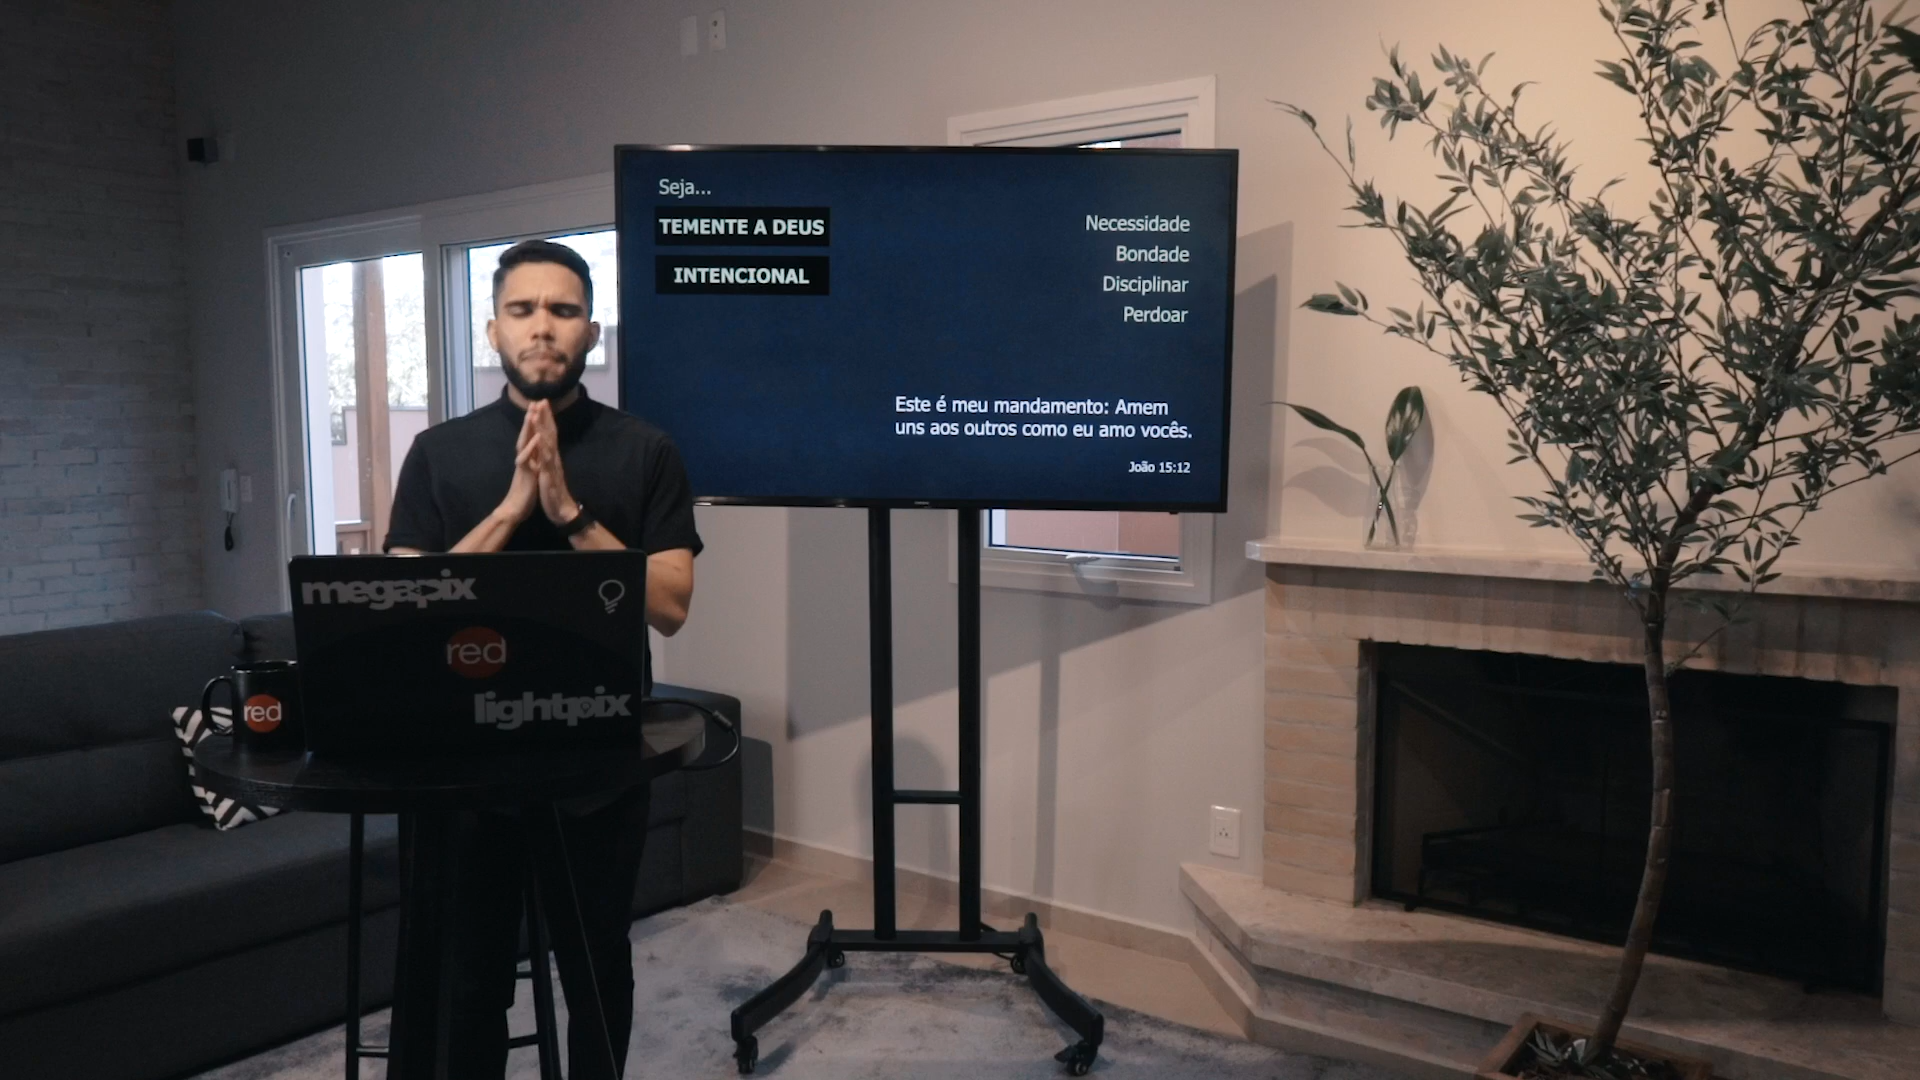 Seja...
TEMENTE A DEUS
INTENCIONAL
Necessidade
Bondade
Disciplinar
Perdoar
Este é meu mandamento: Amem
uns aos outros como eu amo vocês.
João 15:12
megapix
red
lightpix
red